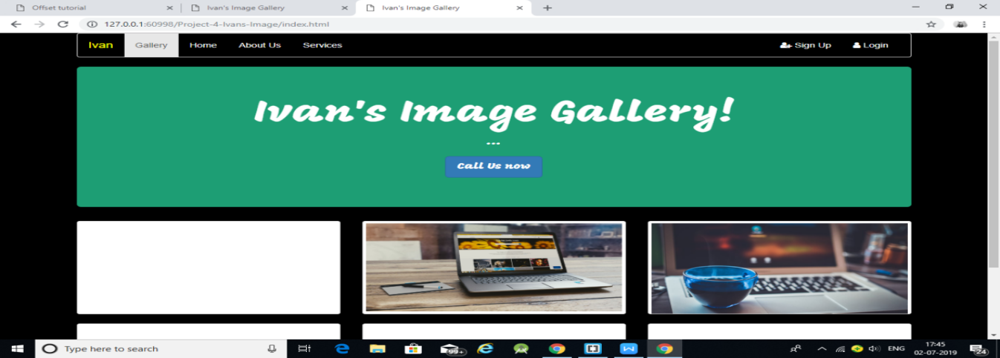 Offset tutorial
Ivan's Image Gallery
Ivan's Image Gallery
127.0.0.1:60998/Project-4-Ivans-Image/index.html
Ivan Gallery Home About Us Services Sign Up Login
Ivan's Image Gallery!
...
Call Us now
Type here to search
99+
ENG
17:45
02-07-2019
24